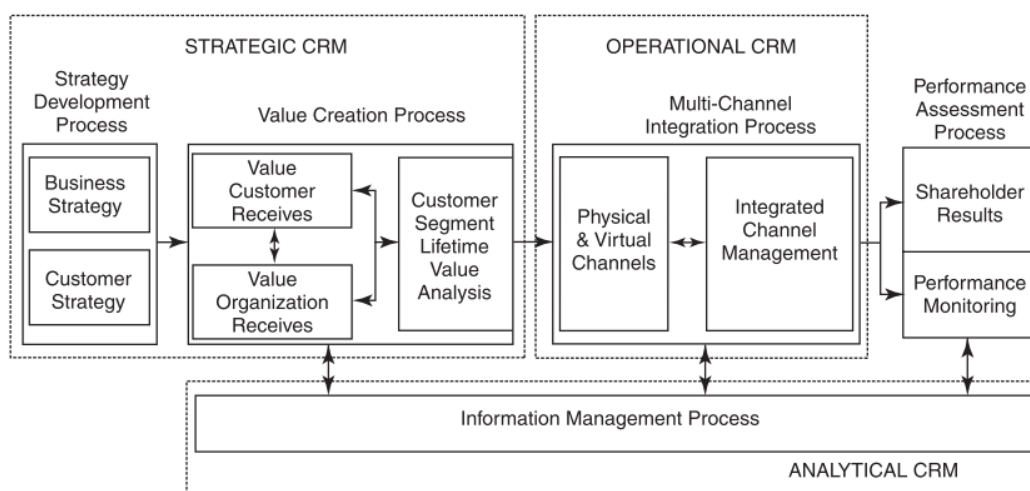 STRATEGIC CRM
Strategy
Development
Process
Value Creation Process
Business
Strategy
Customer
Strategy
Value
Customer
Receives
Value
Organization
Receives
Customer
Segment
Lifetime
Value
Analysis
OPERATIONAL CRM
Multi-Channel
Integration Process
Physical
& Virtual
Channels
Integrated
Channel
Management
Performance
Assessment
Process
Shareholder
Results
Performance
Monitoring
Information Management Process
ANALYTICAL CRM